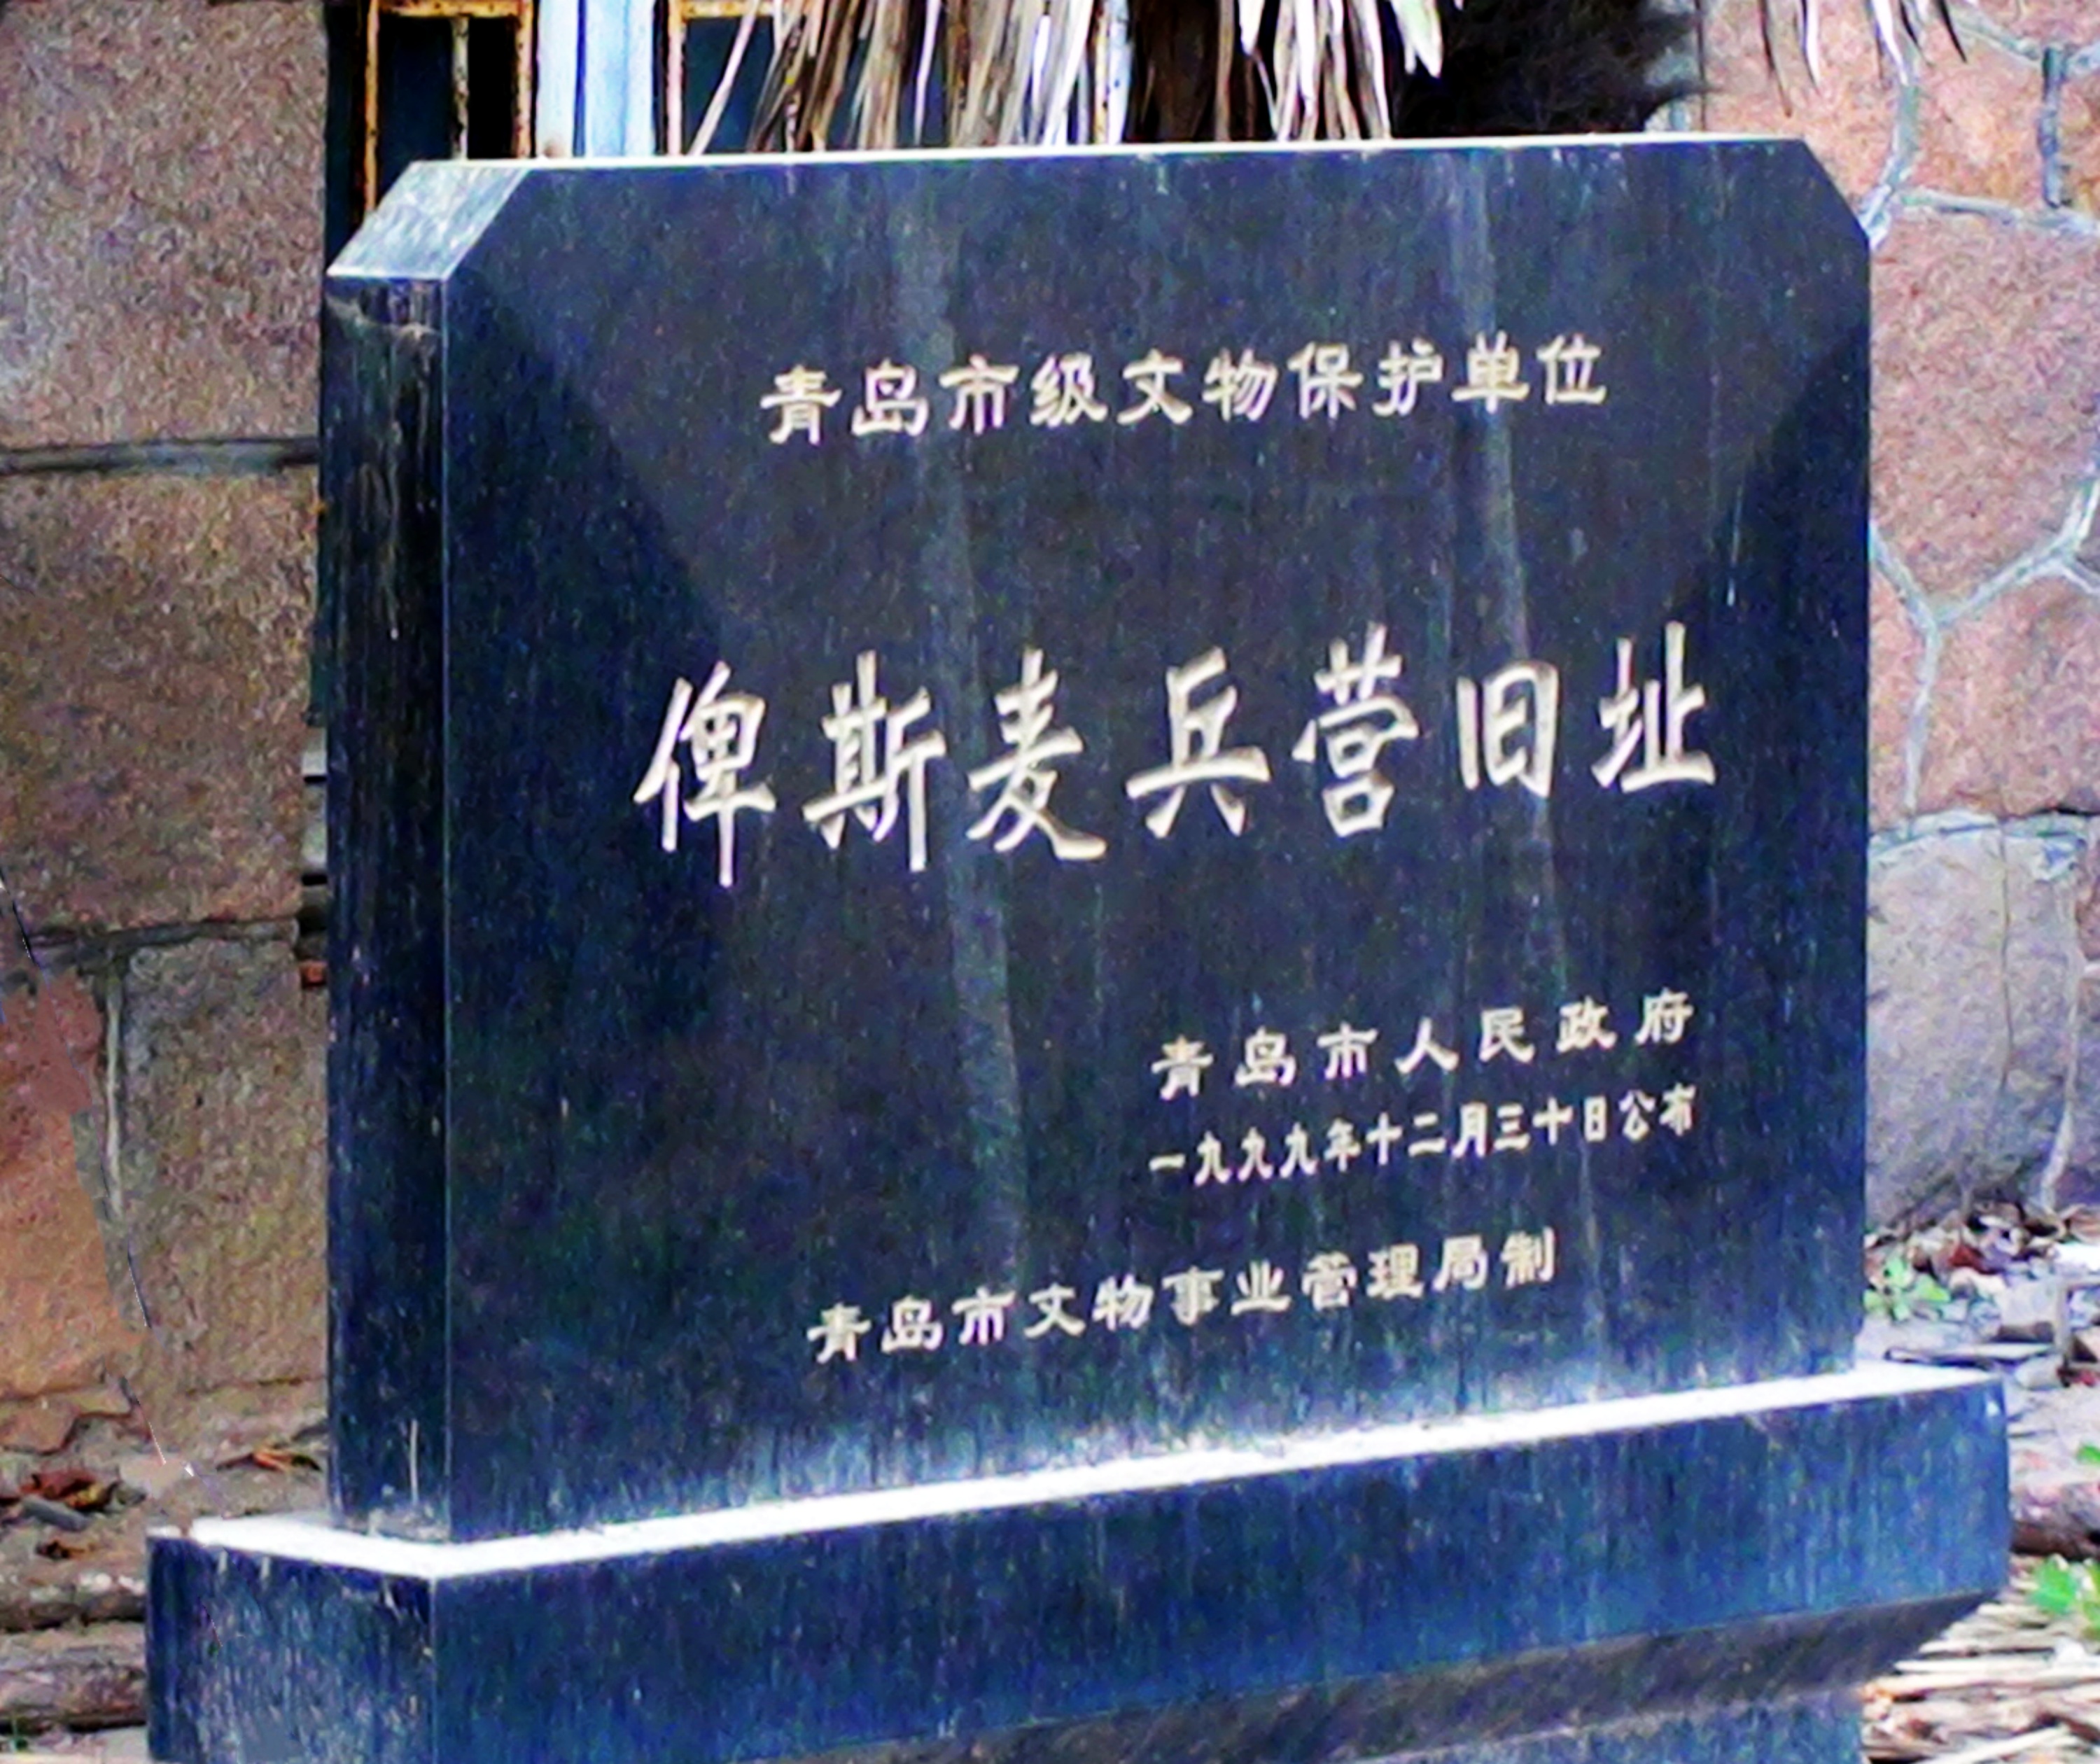 青岛市级文物保护单位
俾斯麦兵营旧址
青岛市人民政府
一九九九年十二月三十日公布
青岛市文物事业管理局制